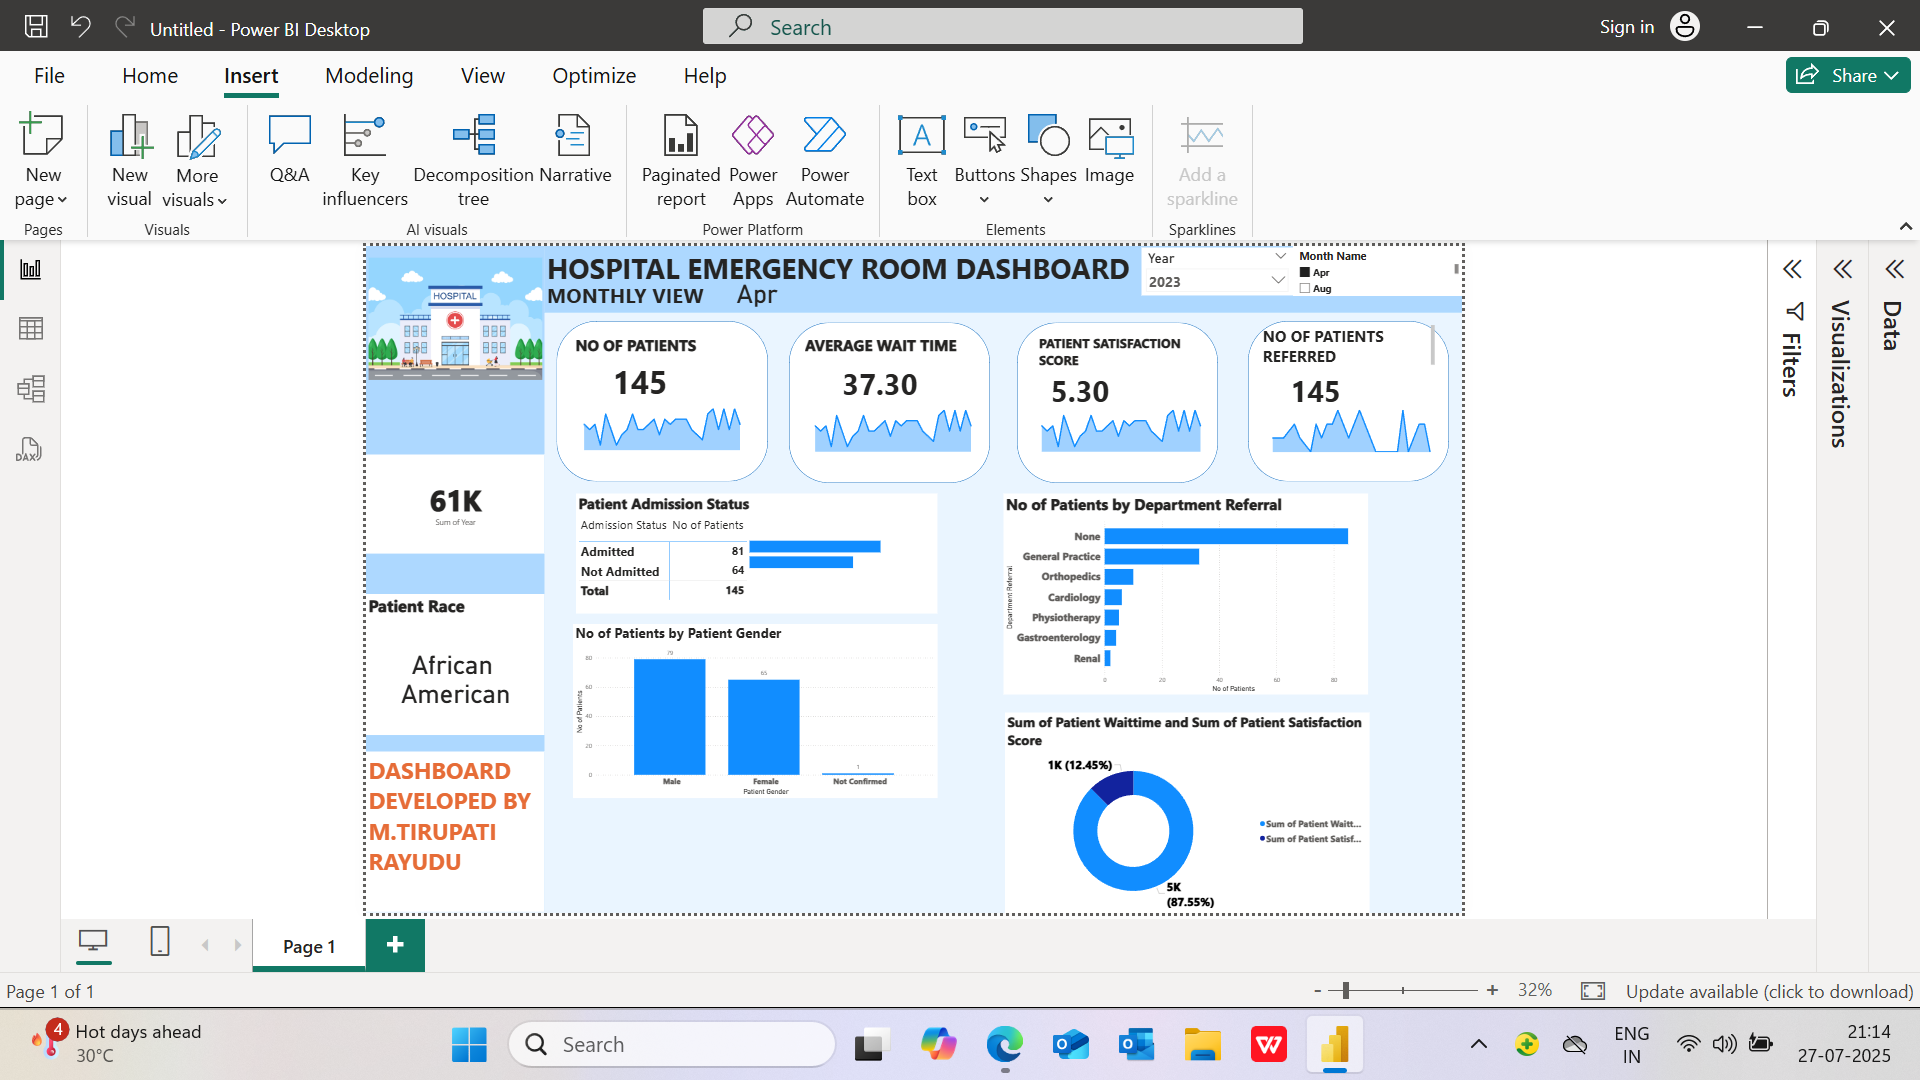 Untitled - Power BI Desktop
Search
Sign in
File Home Insert Modeling View Optimize Help
Share
New page
New visual
More visuals
Q&A
Key influencers
Decomposition tree
Narrative
Paginated report
Power Apps
Power Automate
Text box
Buttons
Shapes
Image
Add a sparkline
Pages
Visuals
AI visuals
Power Platform
Elements
Sparklines
HOSPITAL
HOSPITAL EMERGENCY ROOM DASHBOARD
MONTHLY VIEW Apr
Year
2023
Month Name
Apr
Aug
NO OF PATIENTS
145
AVERAGE WAIT TIME
37.30
PATIENT SATISFACTION
SCORE
5.30
NO OF PATIENTS
REFERRED
145
61K
Sum of Year
Patient Race
African
American
DASHBOARD
DEVELOPED BY
M.TIRUPATI
RAYUDU
Patient Admission Status
Admission Status No of Patients
Admitted 81
Not Admitted 64
Total 145
No of Patients by Patient Gender
No of Patients
80
60
40
20
0
79
65
1
Male Female Not Confirmed
Patient Gender
No of Patients by Department Referral
Department Referral
None
General Practice
Orthopedics
Cardiology
Physiotherapy
Gastroenterology
Renal
0 20 40 60 80
No of Patients
Sum of Patient Waittime and Sum of Patient Satisfaction
Score
1K (12.45%)
5K
(87.55%)
Sum of Patient Waitt...
Sum of Patient Satisf...
Filters
Visualizations
Data
DAX
Page 1
Page 1 of 1
32%
Update available (click to download)
4
Hot days ahead
30°C
Search
ENG
IN
21:14
27-07-2025